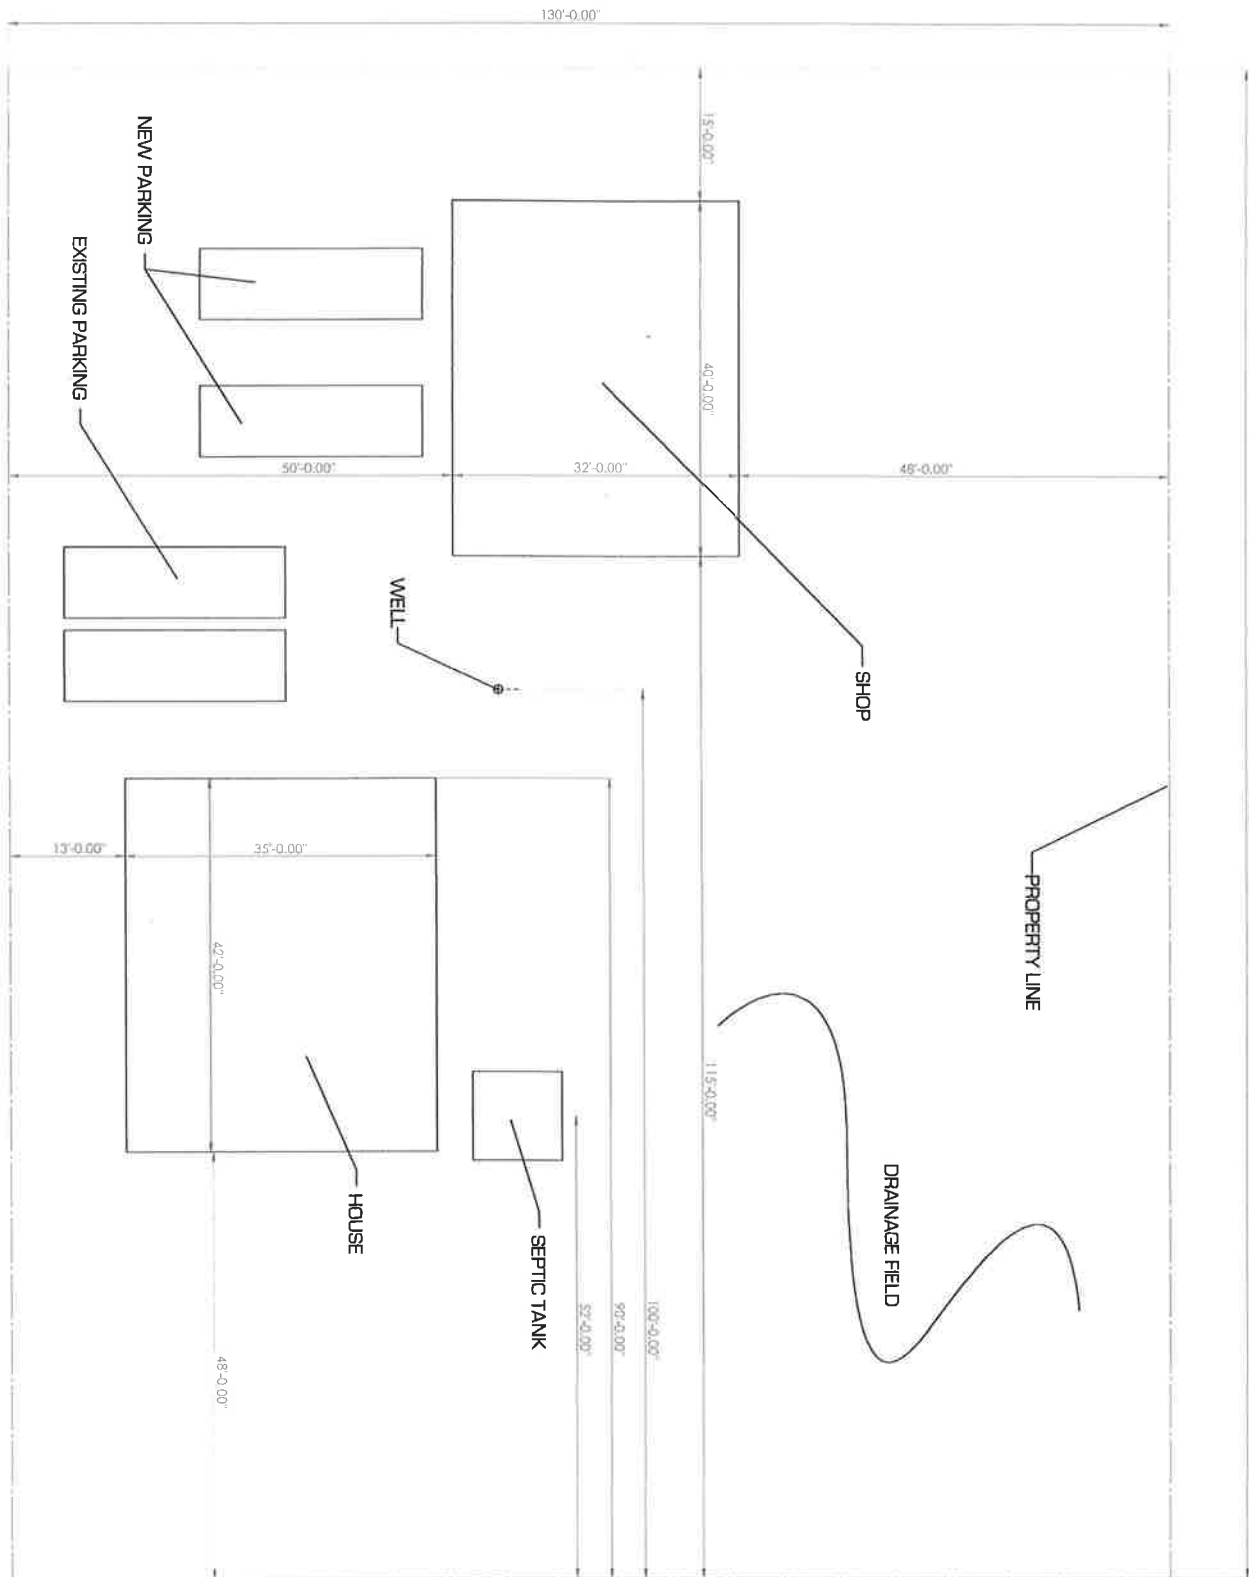 130'-0.00"
15'-0.00"
NEW PARKING
EXISTING PARKING
40'-0.00"
50'-0.00"
32'-0.00"
48'-0.00"
WELL
SHOP
13'-0.00"
35'-0.00"
42'-0.00"
PROPERTY LINE
115'-0.00"
DRAINAGE FIELD
HOUSE
SEPTIC TANK
52'-0.00"
90'-0.00"
100'-0.00"
48'-0.00"